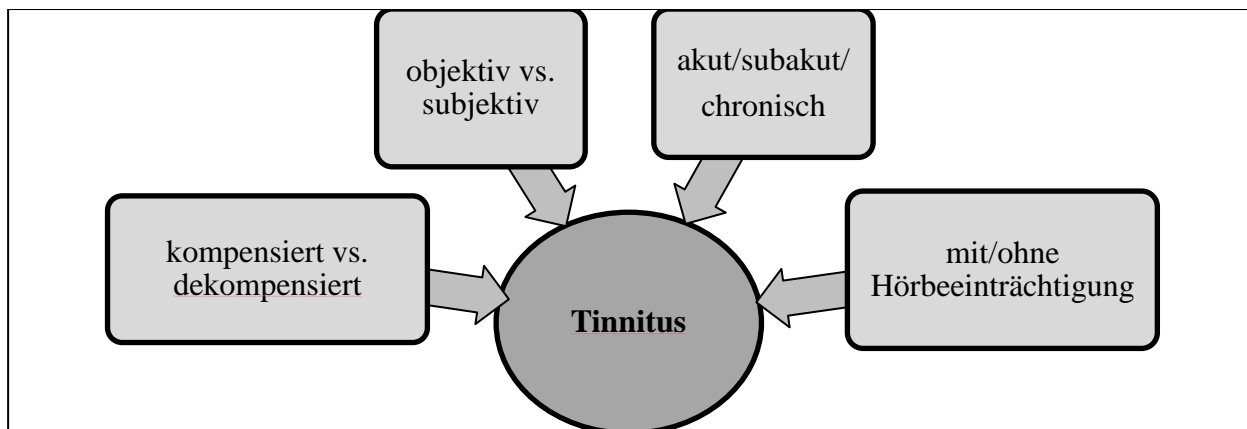 objektiv vs.
subjektiv
akut/subakut/
chronisch
kompensiert vs.
dekompensiert
mit/ohne
Hörbeeinträchtigung
Tinnitus